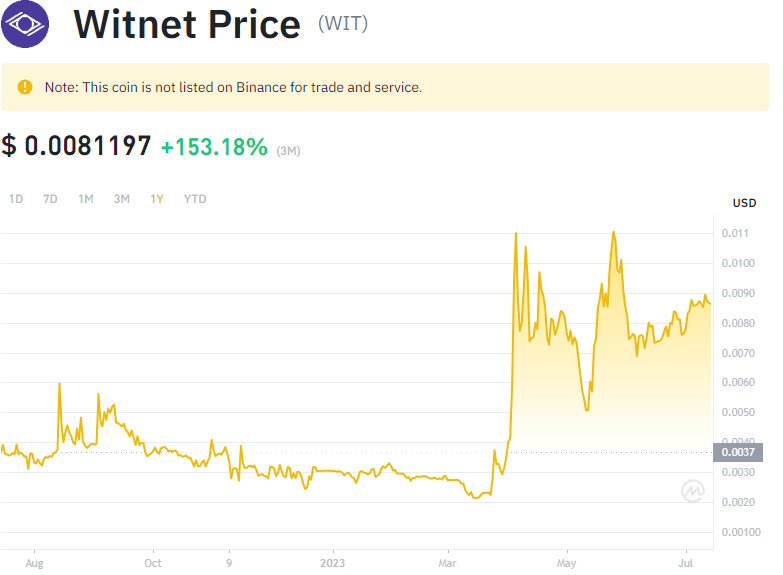 Witnet Price (WIT)
Note: This coin is not listed on Binance for trade and service.
$ 0.0081197 +153.18% (3M)
1D 7D 1M 3M 1Y YTD
USD
0.011
0.0100
0.0090
0.0080
0.0070
0.0060
0.0050
0.0040
0.0037
0.0030
0.0020
0.00100
Aug Oct 9 2023 Mar May Jul